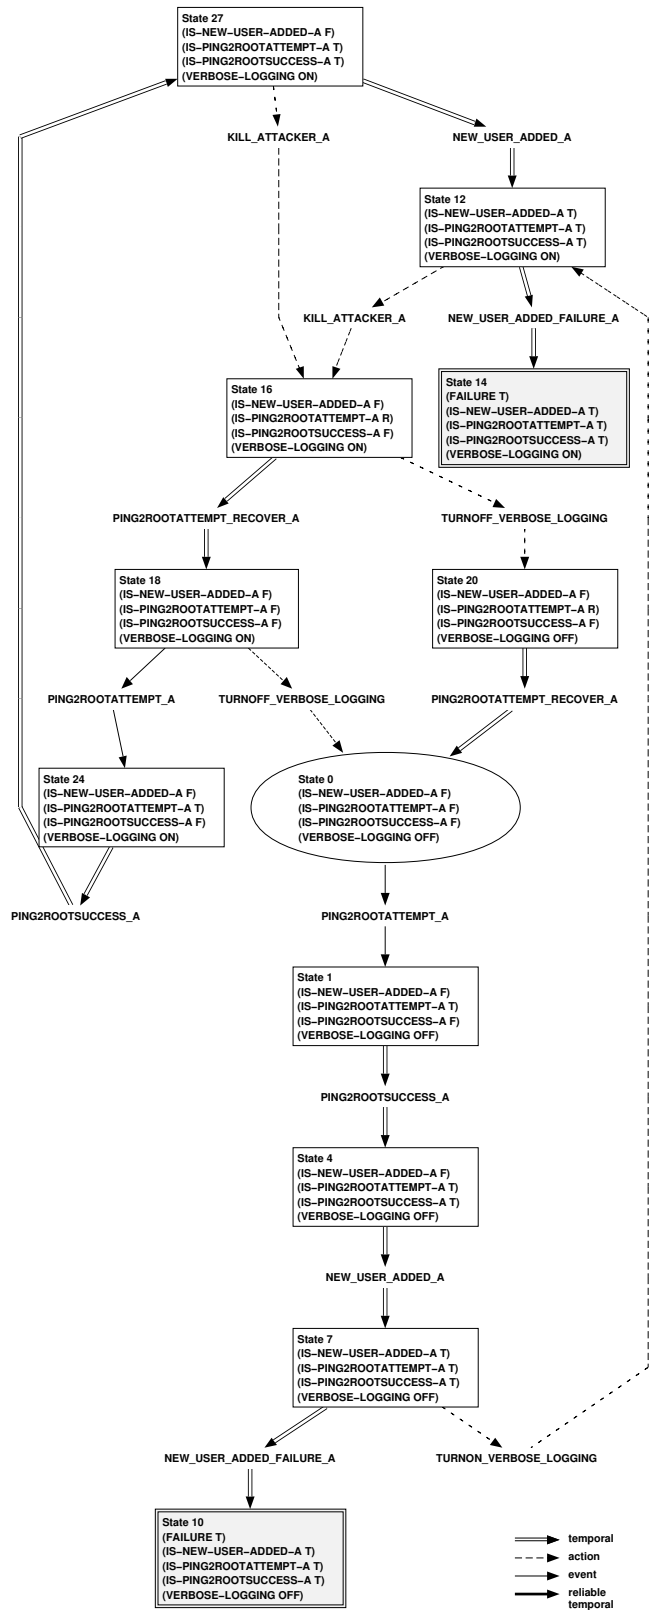 State 27
(IS−NEW−USER−ADDED−A F)
(IS−PING2ROOTATTEMPT−A T)
(IS−PING2ROOTSUCCESS−A T)
(VERBOSE−LOGGING ON)
KILL_ATTACKER_A
NEW_USER_ADDED_A
State 12
(IS−NEW−USER−ADDED−A T)
(IS−PING2ROOTATTEMPT−A T)
(IS−PING2ROOTSUCCESS−A T)
(VERBOSE−LOGGING ON)
KILL_ATTACKER_A
NEW_USER_ADDED_FAILURE_A
State 16
(IS−NEW−USER−ADDED−A F)
(IS−PING2ROOTATTEMPT−A R)
(IS−PING2ROOTSUCCESS−A F)
(VERBOSE−LOGGING ON)
State 14
(FAILURE T)
(IS−NEW−USER−ADDED−A T)
(IS−PING2ROOTATTEMPT−A T)
(IS−PING2ROOTSUCCESS−A T)
(VERBOSE−LOGGING ON)
PING2ROOTATTEMPT_RECOVER_A
TURNOFF_VERBOSE_LOGGING
State 18
(IS−NEW−USER−ADDED−A F)
(IS−PING2ROOTATTEMPT−A F)
(IS−PING2ROOTSUCCESS−A F)
(VERBOSE−LOGGING ON)
State 20
(IS−NEW−USER−ADDED−A F)
(IS−PING2ROOTATTEMPT−A R)
(IS−PING2ROOTSUCCESS−A F)
(VERBOSE−LOGGING OFF)
PING2ROOTATTEMPT_A
TURNOFF_VERBOSE_LOGGING
PING2ROOTATTEMPT_RECOVER_A
State 24
(IS−NEW−USER−ADDED−A F)
(IS−PING2ROOTATTEMPT−A T)
(IS−PING2ROOTSUCCESS−A F)
(VERBOSE−LOGGING ON)
State 0
(IS−NEW−USER−ADDED−A F)
(IS−PING2ROOTATTEMPT−A F)
(IS−PING2ROOTSUCCESS−A F)
(VERBOSE−LOGGING OFF)
PING2ROOTSUCCESS_A
PING2ROOTATTEMPT_A
State 1
(IS−NEW−USER−ADDED−A F)
(IS−PING2ROOTATTEMPT−A T)
(IS−PING2ROOTSUCCESS−A F)
(VERBOSE−LOGGING OFF)
PING2ROOTSUCCESS_A
State 4
(IS−NEW−USER−ADDED−A F)
(IS−PING2ROOTATTEMPT−A T)
(IS−PING2ROOTSUCCESS−A T)
(VERBOSE−LOGGING OFF)
NEW_USER_ADDED_A
State 7
(IS−NEW−USER−ADDED−A T)
(IS−PING2ROOTATTEMPT−A T)
(IS−PING2ROOTSUCCESS−A T)
(VERBOSE−LOGGING OFF)
NEW_USER_ADDED_FAILURE_A
TURNON_VERBOSE_LOGGING
State 10
(FAILURE T)
(IS−NEW−USER−ADDED−A T)
(IS−PING2ROOTATTEMPT−A T)
(IS−PING2ROOTSUCCESS−A T)
(VERBOSE−LOGGING OFF)
temporal
action
event
reliable
temporal